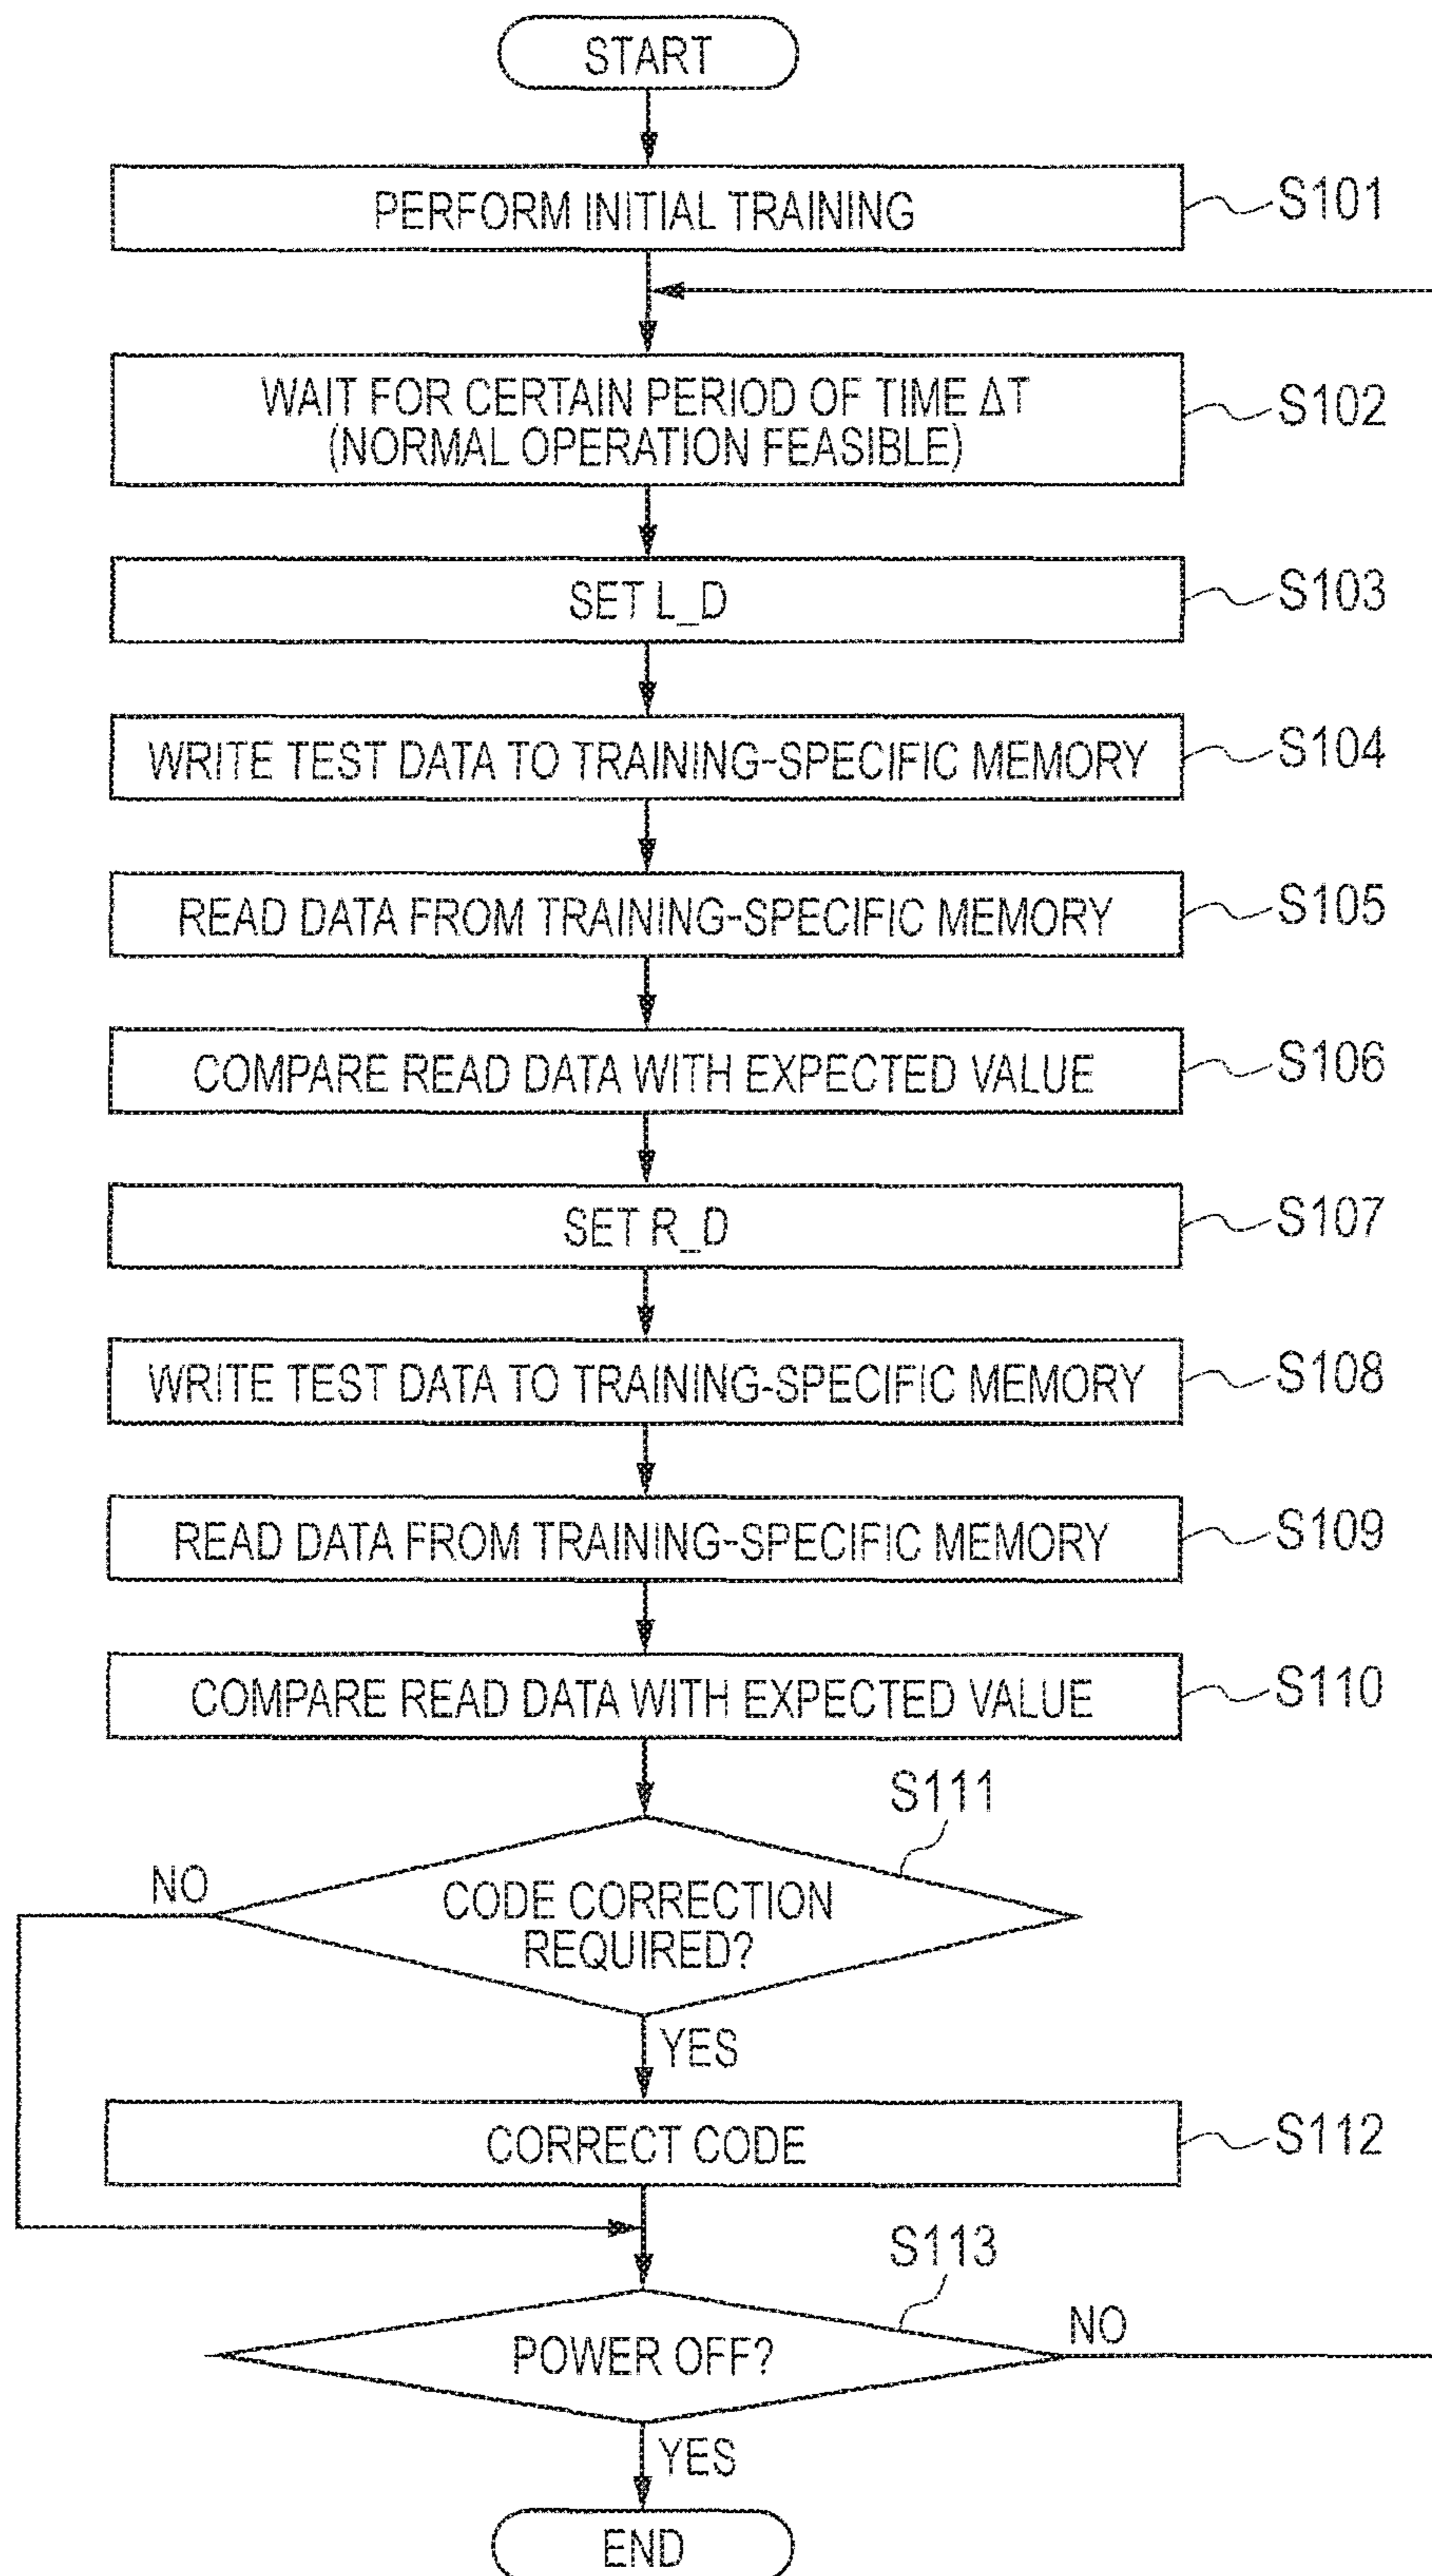 START
PERFORM INITIAL TRAINING
S101
WAIT FOR CERTAIN PERIOD OF TIME ΔT
(NORMAL OPERATION FEASIBLE)
S102
SET L_D
S103
WRITE TEST DATA TO TRAINING-SPECIFIC MEMORY
S104
READ DATA FROM TRAINING-SPECIFIC MEMORY
S105
COMPARE READ DATA WITH EXPECTED VALUE
S106
SET R_D
S107
WRITE TEST DATA TO TRAINING-SPECIFIC MEMORY
S108
READ DATA FROM TRAINING-SPECIFIC MEMORY
S109
COMPARE READ DATA WITH EXPECTED VALUE
S110
S111
NO
CODE CORRECTION
REQUIRED?
YES
CORRECT CODE
S112
S113
POWER OFF?
NO
YES
END